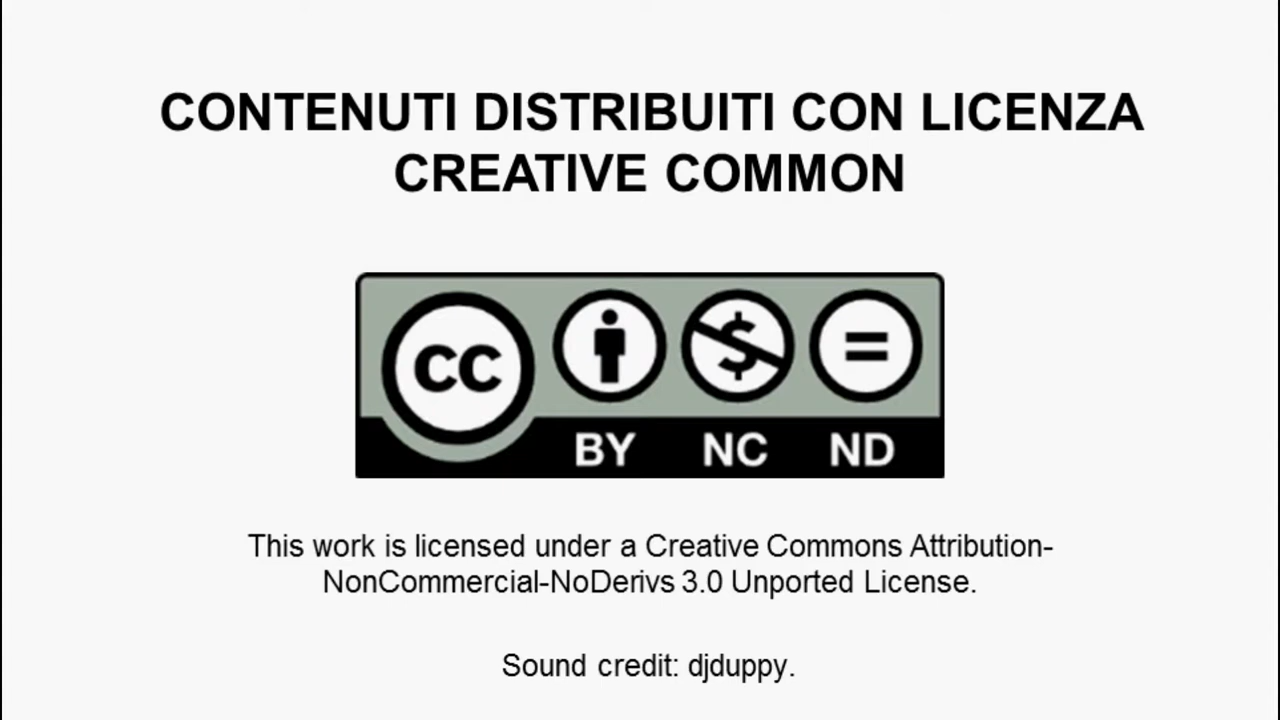 CONTENUTI DISTRIBUITI CON LICENZA
CREATIVE COMMON
CC
BY NC ND
This work is licensed under a Creative Commons Attribution-
NonCommercial-NoDerivs 3.0 Unported License.
Sound credit: djduppy.